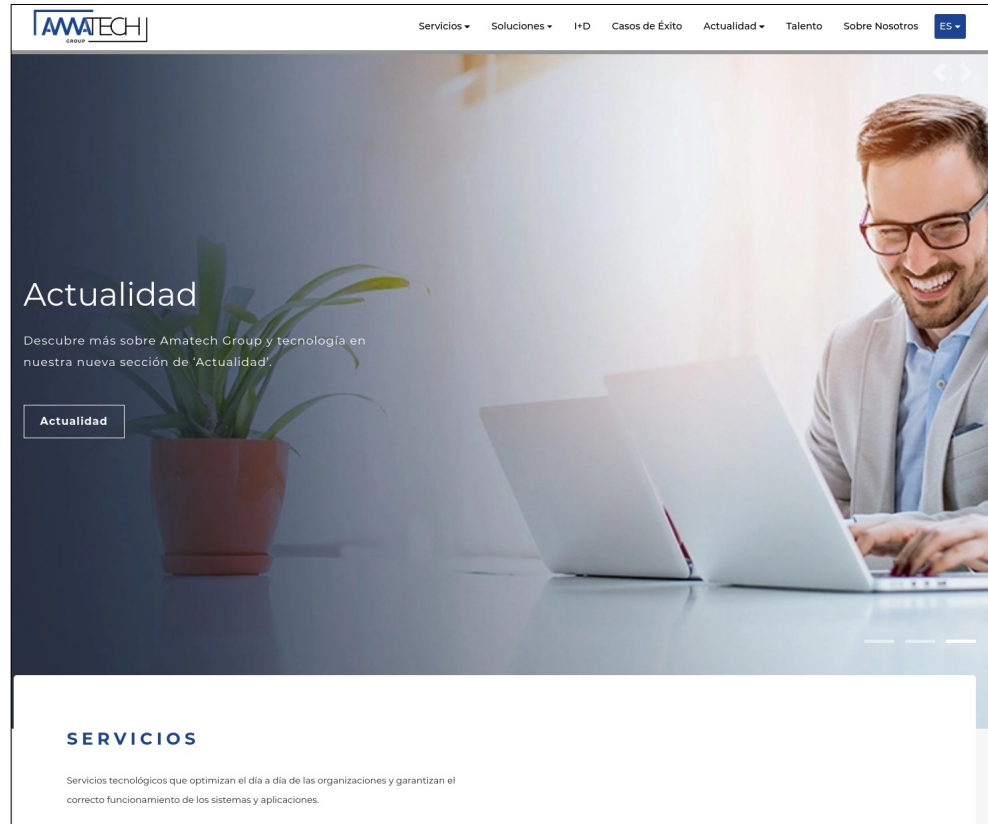 AMATECH
GROUP
Servicios Soluciones I+D Casos de Éxito Actualidad Talento Sobre Nosotros ES
Actualidad
Descubre más sobre Amatech Group y tecnología en
nuestra nueva sección de ‘Actualidad’.
Actualidad
SERVICIOS
Servicios tecnológicos que optimizan el día a día de las organizaciones y garantizan el
correcto funcionamiento de los sistemas y aplicaciones.